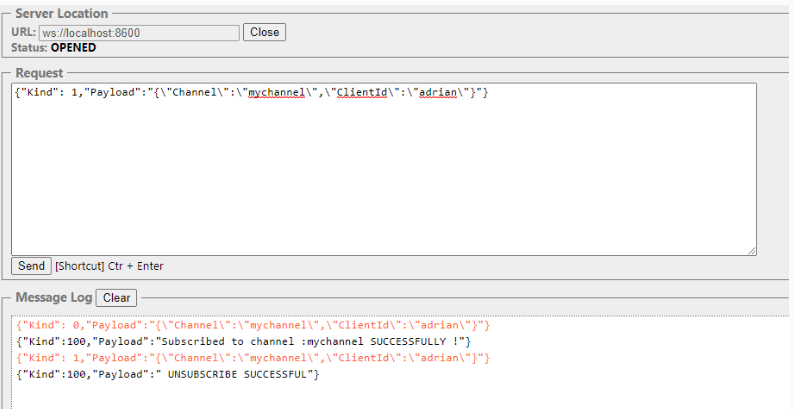 Server Location
URL: ws://localhost:8600 Close
Status: OPENED
Request
{"Kind": 1,"Payload":"{\"Channel\":\"mychannel\",\"ClientId\":\"adrian\"}"}
Send [Shortcut] Ctr + Enter
Message Log Clear
{"Kind": 0,"Payload":"{\"Channel\":\"mychannel\",\"ClientId\":\"adrian\"}"}
{"Kind":100,"Payload":"Subscribed to channel :mychannel SUCCESSFULLY !"}
{"Kind": 1,"Payload":"{\"Channel\":\"mychannel\",\"ClientId\":\"adrian\"}"}
{"Kind":100,"Payload":" UNSUBSCRIBE SUCCESSFUL"}